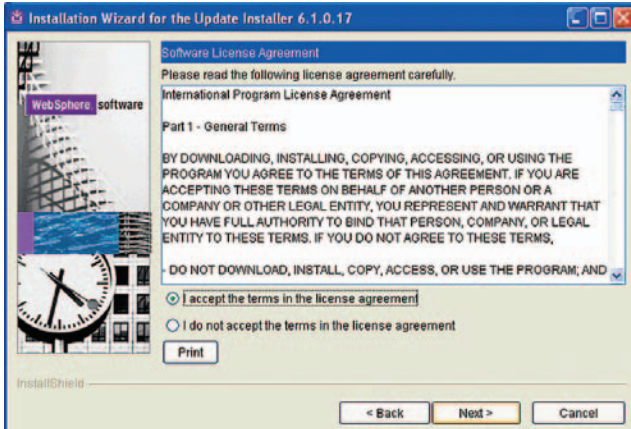 Installation Wizard for the Update Installer 6.1.0.17
Software License Agreement
Please read the following license agreement carefully.
WebSphere software
International Program License Agreement
Part 1 - General Terms
BY DOWNLOADING, INSTALLING, COPYING, ACCESSING, OR USING THE
PROGRAM YOU AGREE TO THE TERMS OF THIS AGREEMENT. IF YOU ARE
ACCEPTING THESE TERMS ON BEHALF OF ANOTHER PERSON OR A
COMPANY OR OTHER LEGAL ENTITY, YOU REPRESENT AND WARRANT THAT
YOU HAVE FULL AUTHORITY TO BIND THAT PERSON, COMPANY, OR LEGAL
ENTITY TO THESE TERMS. IF YOU DO NOT AGREE TO THESE TERMS,
- DO NOT DOWNLOAD, INSTALL, COPY, ACCESS, OR USE THE PROGRAM; AND
I accept the terms in the license agreement
I do not accept the terms in the license agreement
Print
InstallShield
< Back Next > Cancel